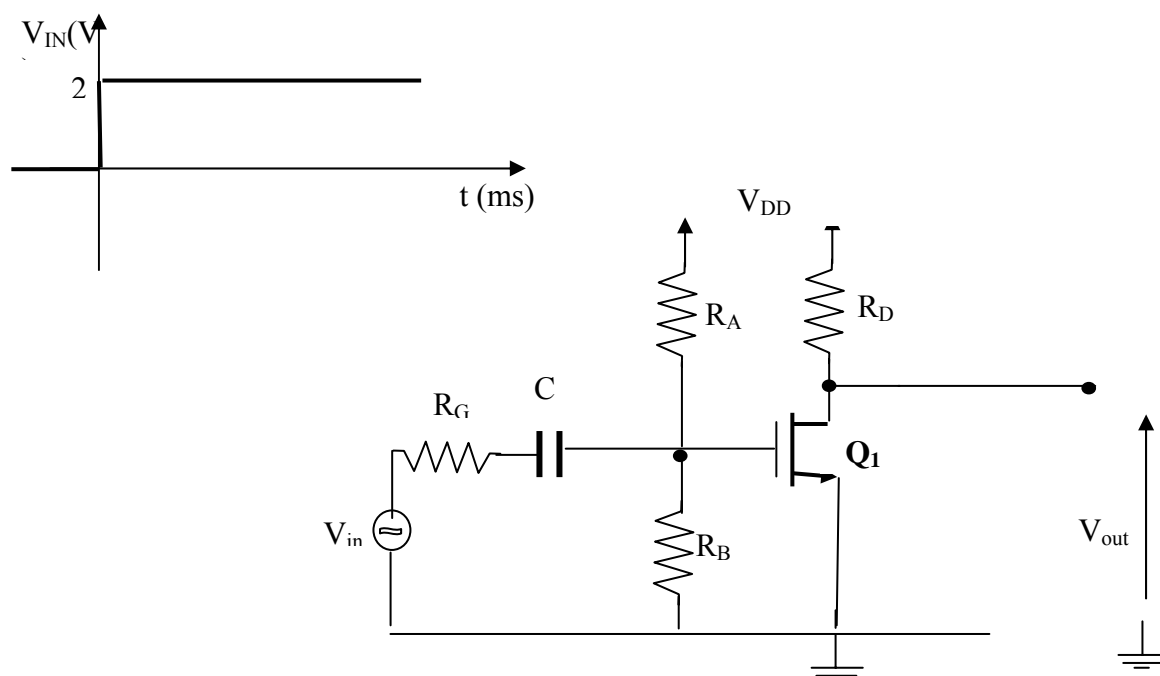 V_IN(V
2
t (ms)
V_DD
R_A
R_D
C
R_G
Q_1
V_in
R_B
V_out